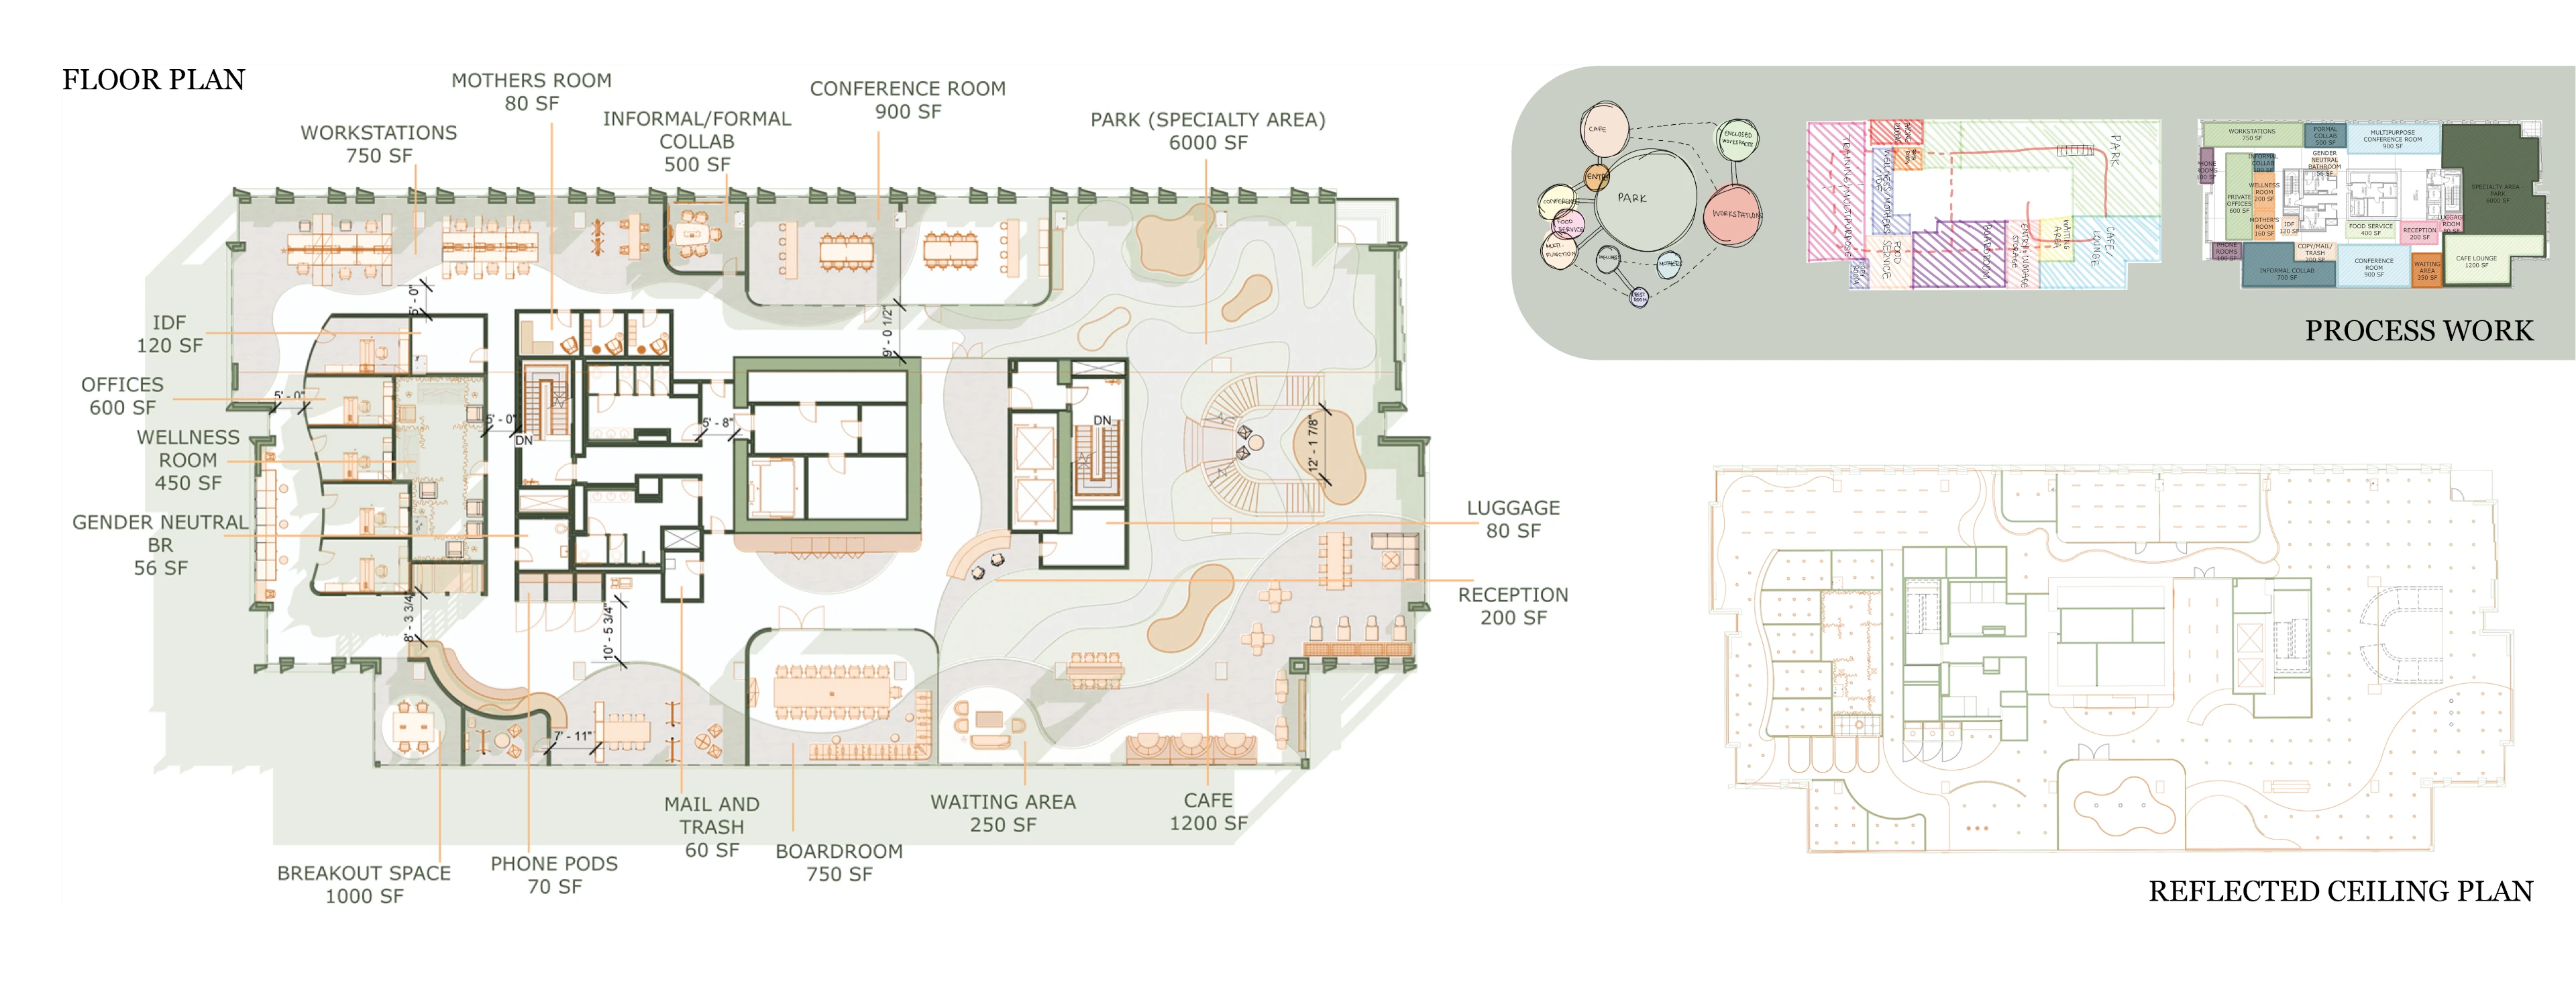 FLOOR PLAN
MOTHERS ROOM
80 SF
WORKSTATIONS
750 SF
INFORMAL/FORMAL
COLLAB
500 SF
CONFERENCE ROOM
900 SF
PARK (SPECIALTY AREA)
6000 SF
IDF
120 SF
OFFICES
600 SF
WELLNESS
ROOM
450 SF
GENDER NEUTRAL
BR
56 SF
5' - 0"
9' - 0 1/2"
5' - 0"
5' - 0"
DN
5' - 8"
DN
12' - 1 7/8"
8' - 3 3/4"
10' - 5 3/4"
7' - 11"
LUGGAGE
80 SF
RECEPTION
200 SF
BREAKOUT SPACE
1000 SF
PHONE PODS
70 SF
MAIL AND
TRASH
60 SF
BOARDROOM
750 SF
WAITING AREA
250 SF
CAFE
1200 SF
CAFE
ENCLOSED
WORKSPACES
ENTRY
PARK
CONFERENCE
FOOD
SERVICE
MULTI-
FUNCTION
WORKSTATION
WELLNESS
MOTHERS
REST
ROOM
TRAINING/MULTIPURPOSE
WELLNESS/MOTHERS
FOOD
SERVICE
BOARDROOM
ENTRY/LUGGAGE
STORAGE
WAITING
AREA
CAFE/
LOUNGE
PARK
WORKSTATIONS
750 SF
FORMAL
COLLAB
500 SF
MULTIPURPOSE
CONFERENCE ROOM
900 SF
PHONE
ROOMS
100 SF
INFORMAL
COLLAB
100 SF
GENDER
NEUTRAL
BATHROOM
56 SF
PRIVATE
OFFICES
600 SF
WELLNESS
ROOM
200 SF
MOTHER'S
ROOM
160 SF
IDF
120 SF
SPECIALTY AREA -
PARK
6000 SF
FOOD SERVICE
400 SF
RECEPTION
200 SF
LUGGAGE
ROOM
80 SF
PHONE
ROOMS
100 SF
COPY/MAIL/
TRASH
200 SF
INFORMAL COLLAB
700 SF
CONFERENCE
ROOM
900 SF
WAITING
AREA
350 SF
CAFE LOUNGE
1200 SF
PROCESS WORK
REFLECTED CEILING PLAN